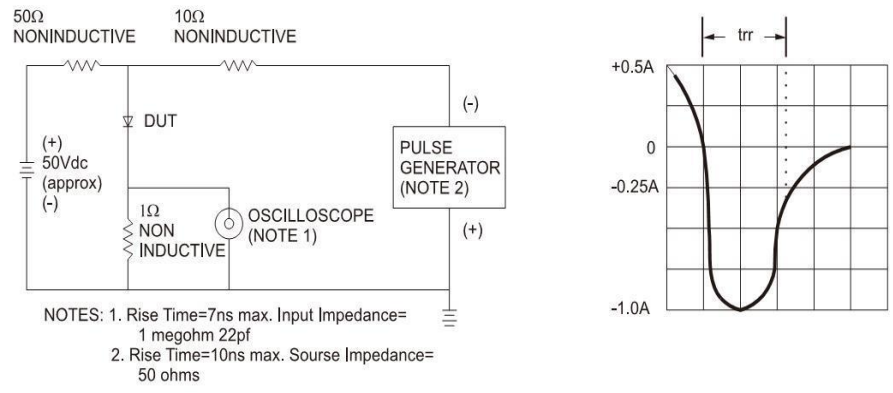 50Ω
NONINDUCTIVE
10Ω
NONINDUCTIVE
DUT
(+)
50Vdc
(approx)
(-)
1Ω
NON
INDUCTIVE
OSCILLOSCOPE
(NOTE 1)
(-)
PULSE
GENERATOR
(NOTE 2)
(+)
NOTES: 1. Rise Time=7ns max. Input Impedance=
1 megohm 22pf
2. Rise Time=10ns max. Sourse Impedance=
50 ohms
trr
+0.5A
0
-0.25A
-1.0A